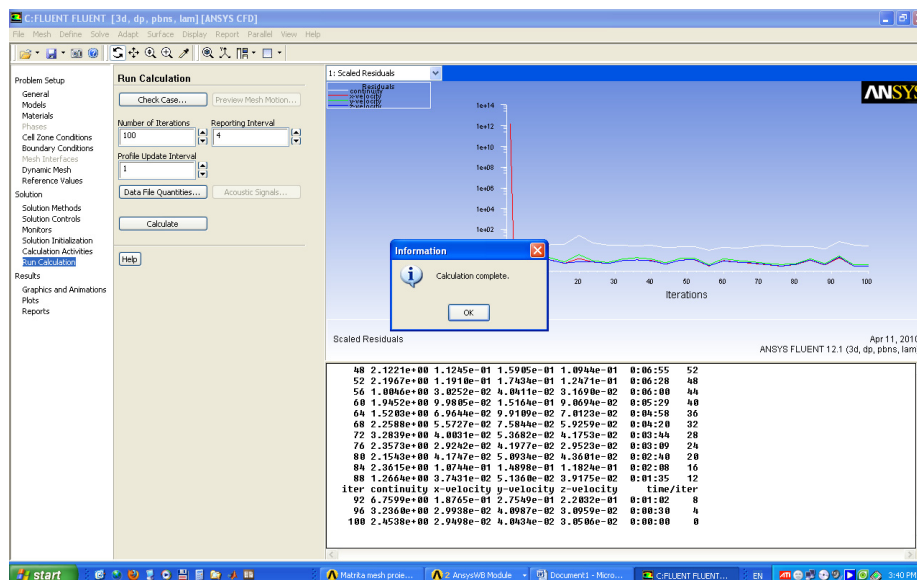 C:FLUENT FLUENT [3d, dp, pbns, lam] [ANSYS CFD]
File Mesh Define Solve Adapt Surface Display Report Parallel View Help
Problem Setup
General
Models
Materials
Phases
Cell Zone Conditions
Boundary Conditions
Mesh Interfaces
Dynamic Mesh
Reference Values
Solution
Solution Methods
Solution Controls
Monitors
Solution Initialization
Calculation Activities
Run Calculation
Results
Graphics and Animations
Plots
Reports
Run Calculation
Check Case... Preview Mesh Motion...
Number of Iterations Reporting Interval
100 4
Profile Update Interval
1
Data File Quantities... Acoustic Signals...
Calculate
Help
1: Scaled Residuals
Residuals
continuity
x-velocity
y-velocity
z-velocity
ANSYS
1e+14
1e+12
1e+10
1e+08
1e+06
1e+04
1e+02
20 30 40 50 60 70 80 90 100
Iterations
Information
Calculation complete.
OK
Scaled Residuals Apr 11, 2010
ANSYS FLUENT 12.1 (3d, dp, pbns, lam
48 2.1221e+00 1.1245e-01 1.5905e-01 1.0944e-01 0:06:55 52
52 2.1967e+00 1.1910e-01 1.7434e-01 1.2471e-01 0:06:28 48
56 1.0046e+00 3.0252e-02 4.0411e-02 3.1690e-02 0:06:00 44
60 1.9452e+00 9.9805e-02 1.5164e-01 9.0694e-02 0:05:29 40
64 1.5203e+00 6.9644e-02 9.9109e-02 7.0123e-02 0:04:58 36
68 2.2588e+00 5.5727e-02 7.5844e-02 5.9259e-02 0:04:20 32
72 3.2839e+00 4.0031e-02 5.3682e-02 4.1753e-02 0:03:44 28
76 2.3573e+00 2.9242e-02 4.1977e-02 2.9523e-02 0:03:09 24
80 2.1543e+00 4.1747e-02 5.0934e-02 4.3601e-02 0:02:40 20
84 2.3615e+00 1.0744e-01 1.4898e-01 1.1824e-01 0:02:08 16
88 1.2664e+00 3.7431e-02 5.1360e-02 3.9175e-02 0:01:35 12
iter continuity x-velocity y-velocity z-velocity time/iter
92 6.7599e+00 1.8765e-01 2.7549e-01 2.2032e-01 0:01:02 8
96 3.2360e+00 2.9938e-02 4.0987e-02 3.0959e-02 0:00:30 4
100 2.4538e+00 2.9498e-02 4.0434e-02 3.0506e-02 0:00:00 0
start Matrita mesh proie... 2 AnsysWB Module Document1 - Micro... C:FLUENT FLUENT... EN 3:40 PM